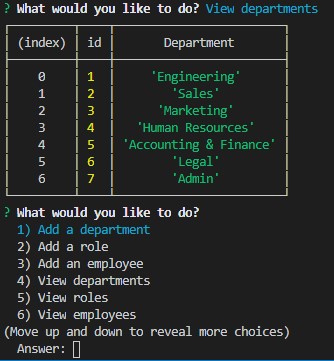 ? What would you like to do? View departments
(index) id Department
0 1 'Engineering'
1 2 'Sales'
2 3 'Marketing'
3 4 'Human Resources'
4 5 'Accounting & Finance'
5 6 'Legal'
6 7 'Admin'
? What would you like to do?
1) Add a department
2) Add a role
3) Add an employee
4) View departments
5) View roles
6) View employees
(Move up and down to reveal more choices)
Answer: